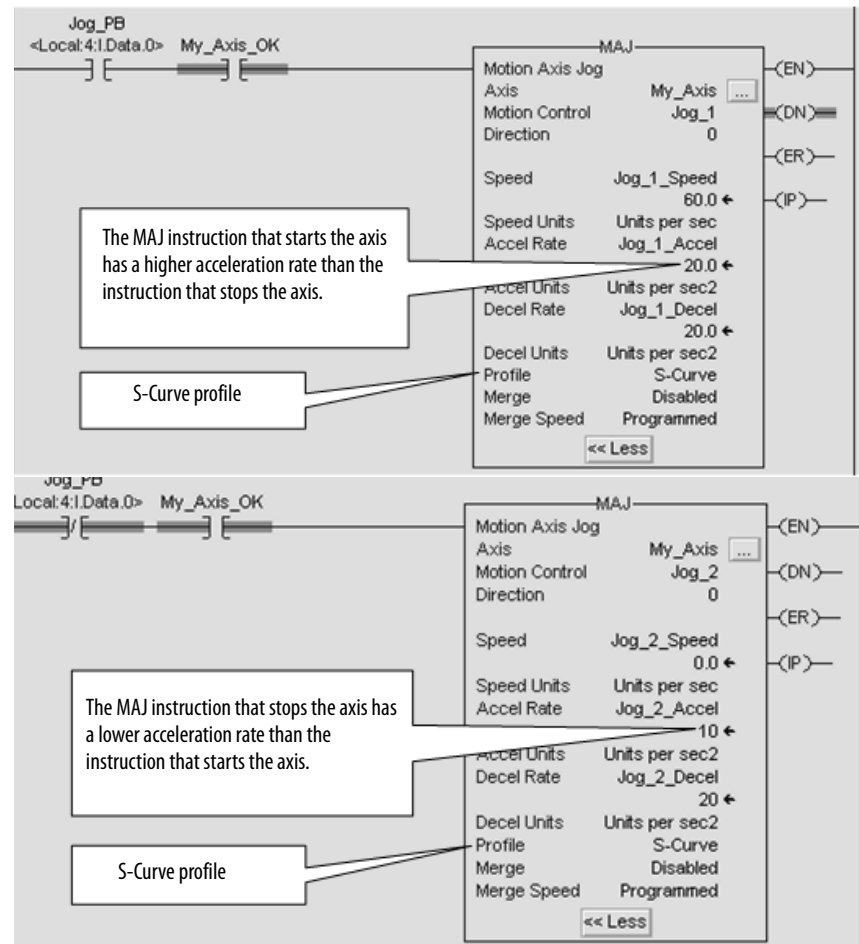 Jog_PB
<Local:4:I.Data.0> My_Axis_OK
MAJ
Motion Axis Jog
Axis My_Axis ...
Motion Control Jog_1
Direction 0
Speed Jog_1_Speed
60.0 ←
Speed Units Units per sec
Accel Rate Jog_1_Accel
20.0 ←
Accel Units Units per sec2
Decel Rate Jog_1_Decel
20.0 ←
Decel Units Units per sec2
Profile S-Curve
Merge Disabled
Merge Speed Programmed
<< Less
(EN)
(DN)
(ER)
(IP)
The MAJ instruction that starts the axis
has a higher acceleration rate than the
instruction that stops the axis.
S-Curve profile
Jog_PB
Local:4:I.Data.0> My_Axis_OK
MAJ
Motion Axis Jog
Axis My_Axis ...
Motion Control Jog_2
Direction 0
Speed Jog_2_Speed
0.0 ←
Speed Units Units per sec
Accel Rate Jog_2_Accel
10 ←
Accel Units Units per sec2
Decel Rate Jog_2_Decel
20 ←
Decel Units Units per sec2
Profile S-Curve
Merge Disabled
Merge Speed Programmed
<< Less
(EN)
(DN)
(ER)
(IP)
The MAJ instruction that stops the axis has
a lower acceleration rate than the
instruction that starts the axis.
S-Curve profile